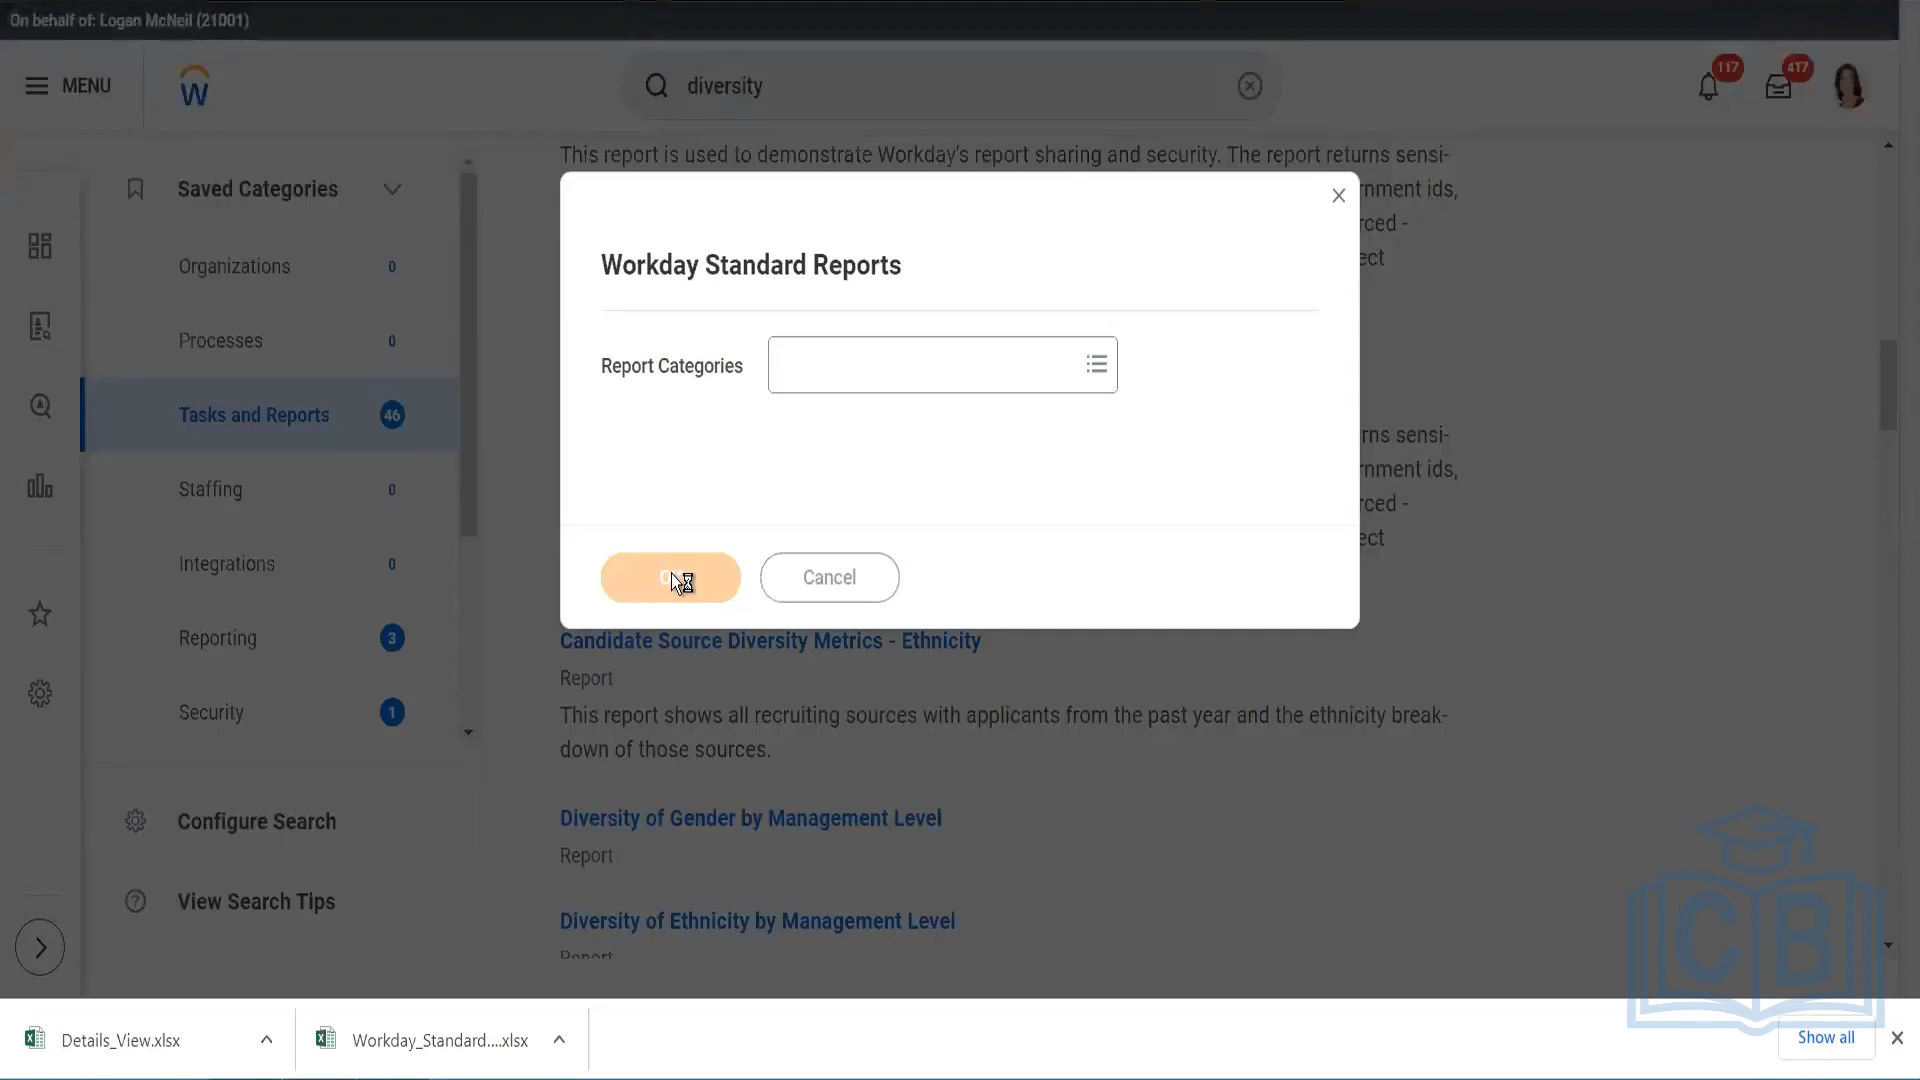 On behalf of: Logan McNeil (21001)
MENU
W
diversity
117
417
Saved Categories
Organizations 0
Processes 0
Tasks and Reports 46
Staffing 0
Integrations 0
Reporting 3
Security 1
Configure Search
View Search Tips
This report is used to demonstrate Workday's report sharing and security. The report returns sensi-
rnment ids,
rced -
ect
Workday Standard Reports
Report Categories
Cancel
rns sensi-
rnment ids,
rced -
ect
Candidate Source Diversity Metrics - Ethnicity
Report
This report shows all recruiting sources with applicants from the past year and the ethnicity break-
down of those sources.
Diversity of Gender by Management Level
Report
Diversity of Ethnicity by Management Level
Report
CB
Details_View.xlsx
Workday_Standard....xlsx
Show all